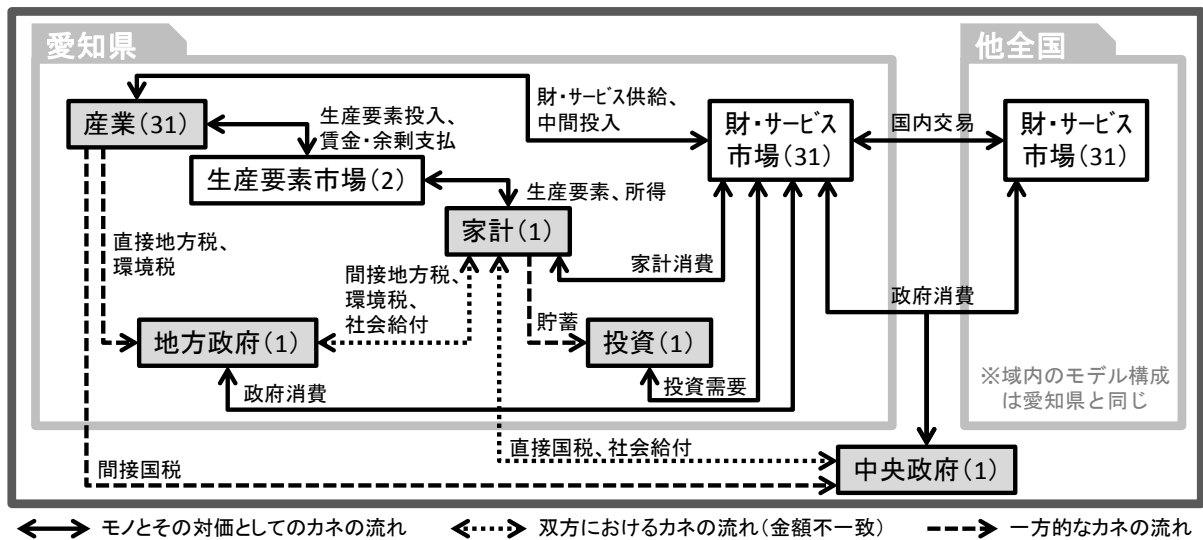 愛知県
他全国
産業(31)
生産要素投入、
賃金・余剰支払
財・サービス供給、
中間投入
財・サービス
市場(31)
国内交易
財・サービス
市場(31)
生産要素市場(2)
生産要素、所得
家計(1)
直接地方税、
環境税
間接地方税、
環境税、
社会給付
家計消費
政府消費
貯蓄
地方政府(1)
投資(1)
政府消費
投資需要
※域内のモデル構成
は愛知県と同じ
直接国税、社会給付
間接国税
中央政府(1)
モノとその対価としてのカネの流れ
双方におけるカネの流れ(金額不一致)
一方的なカネの流れ